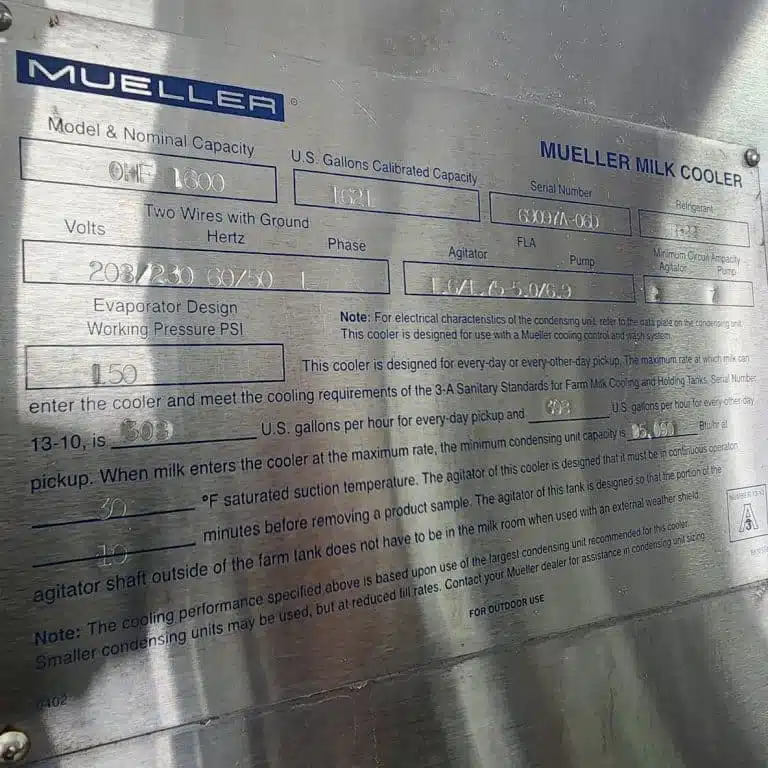 MUELLER ®
MUELLER MILK COOLER
Model & Nominal Capacity
OHF 1600
U.S. Gallons Calibrated Capacity
1621
Serial Number
Refrigerant
Volts
Two Wires with Ground
Hertz
Phase
208/230 60/50 1
Agitator
FLA
Pump
Minimum Circuit Ampacity
Agitator Pump
Evaporator Design
Working Pressure PSI
150
Note: For electrical characteristics of the condensing unit, refer to the data plate on the condensing unit.
This cooler is designed for use with a Mueller cooling control and wash system.
This cooler is designed for every-day or every-other-day pickup. The maximum rate at which milk can
enter the cooler and meet the cooling requirements of the 3-A Sanitary Standards for Farm Milk Cooling and Holding Tanks, Serial Number
13-10, is U.S. gallons per hour for every-day pickup and U.S. gallons per hour for every-other-day
pickup. When milk enters the cooler at the maximum rate, the minimum condensing unit capacity is Btu/hr at
30 °F saturated suction temperature. The agitator of this cooler is designed that it must be in continuous operation
10 minutes before removing a product sample. The agitator of this tank is designed so that the portion of the
agitator shaft outside of the farm tank does not have to be in the milk room when used with an external weather shield.
Note: The cooling performance specified above is based upon use of the largest condensing unit recommended for this cooler.
Smaller condensing units may be used, but at reduced fill rates. Contact your Mueller dealer for assistance in condensing unit sizing.
FOR OUTDOOR USE